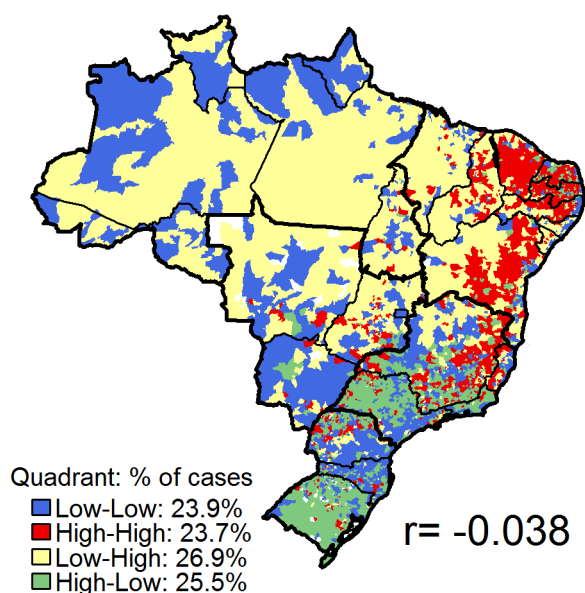 Quadrant: % of cases
Low-Low: 23.9%
High-High: 23.7%
Low-High: 26.9%
High-Low: 25.5%
r= -0.038